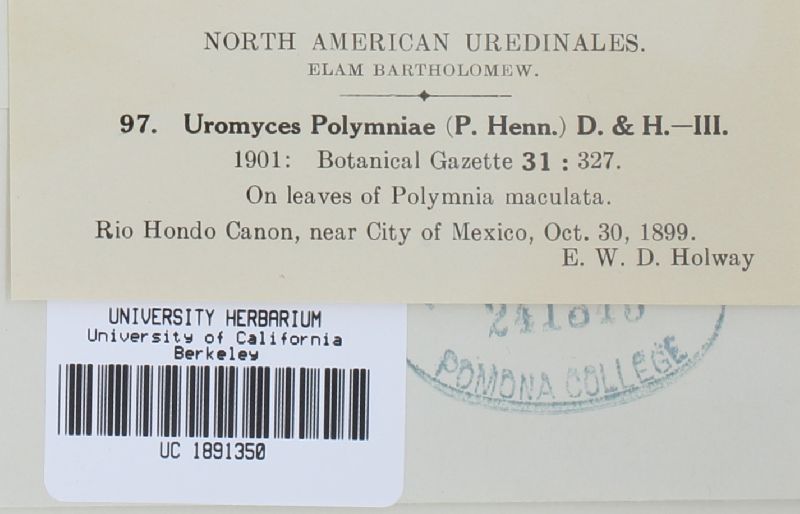 NORTH AMERICAN UREDINALES.
ELAM BARTHOLOMEW.
97. Uromyces Polymniae (P. Henn.) D. & H.—III.
1901: Botanical Gazette 31 : 327.
On leaves of Polymnia maculata.
Rio Hondo Canon, near City of Mexico, Oct. 30, 1899.
E. W. D. Holway
UNIVERSITY HERBARIUM
University of California
Berkeley
UC 1891350
POMONA COLLEGE